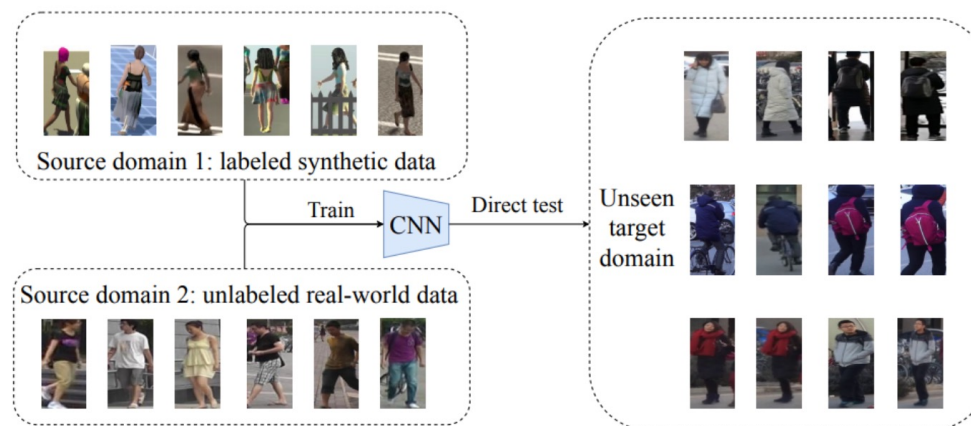 Source domain 1: labeled synthetic data
Train
CNN
Direct test
Unseen
target
domain
Source domain 2: unlabeled real-world data